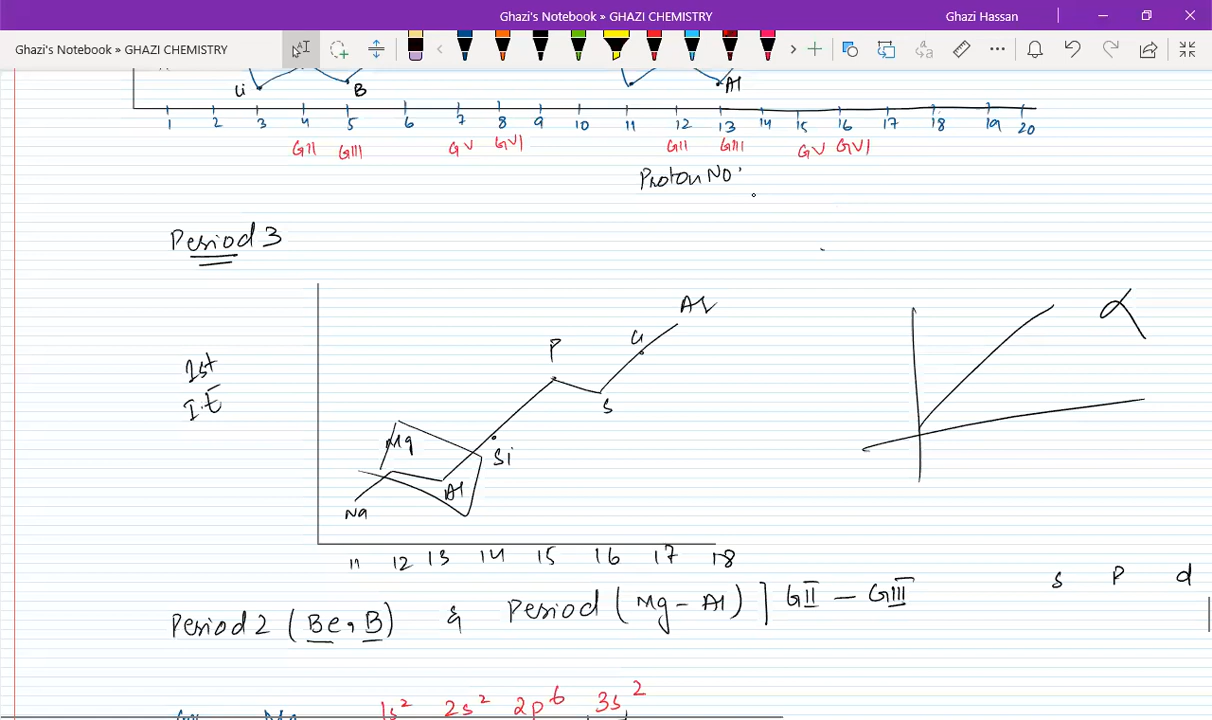 Ghazi's Notebook » GHAZI CHEMISTRY
Ghazi Hassan
Ghazi's Notebook » GHAZI CHEMISTRY
Li B Al
1 2 3 4 5 6 7 8 9 10 11 12 13 14 15 16 17 18 19 20
GII GIII GV GVI GII GIII GV GVI
Proton No:
Period 3
1st
I.E
Na Mg Al Si P S Cl Ar
α
11 12 13 14 15 16 17 18
s p d
Period 2 (Be, B) & Period (Mg - Al) ] GII - GIII
Mg 1s² 2s² 2p⁶ 3s²